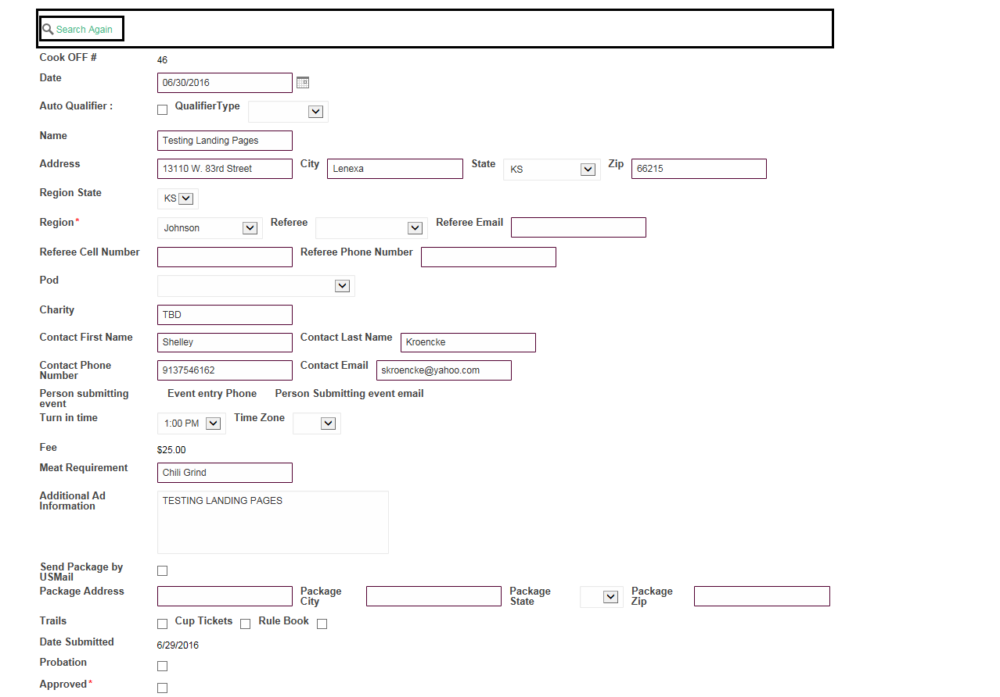 Search Again
Cook OFF # 46
Date 06/30/2016
Auto Qualifier : QualifierType
Name Testing Landing Pages
Address 13110 W. 83rd Street City Lenexa State KS Zip 66215
Region State KS
Region* Johnson Referee Referee Email
Referee Cell Number Referee Phone Number
Pod
Charity TBD
Contact First Name Shelley Contact Last Name Kroencke
Contact Phone
Number 9137546162 Contact Email skroencke@yahoo.com
Person submitting
event Event entry Phone Person Submitting event email
Turn in time 1:00 PM Time Zone
Fee $25.00
Meat Requirement Chili Grind
Additional Ad
Information TESTING LANDING PAGES
Send Package by
USMail
Package Address Package
City Package
State Package
Zip
Trails Cup Tickets Rule Book
Date Submitted 6/29/2016
Probation
Approved*